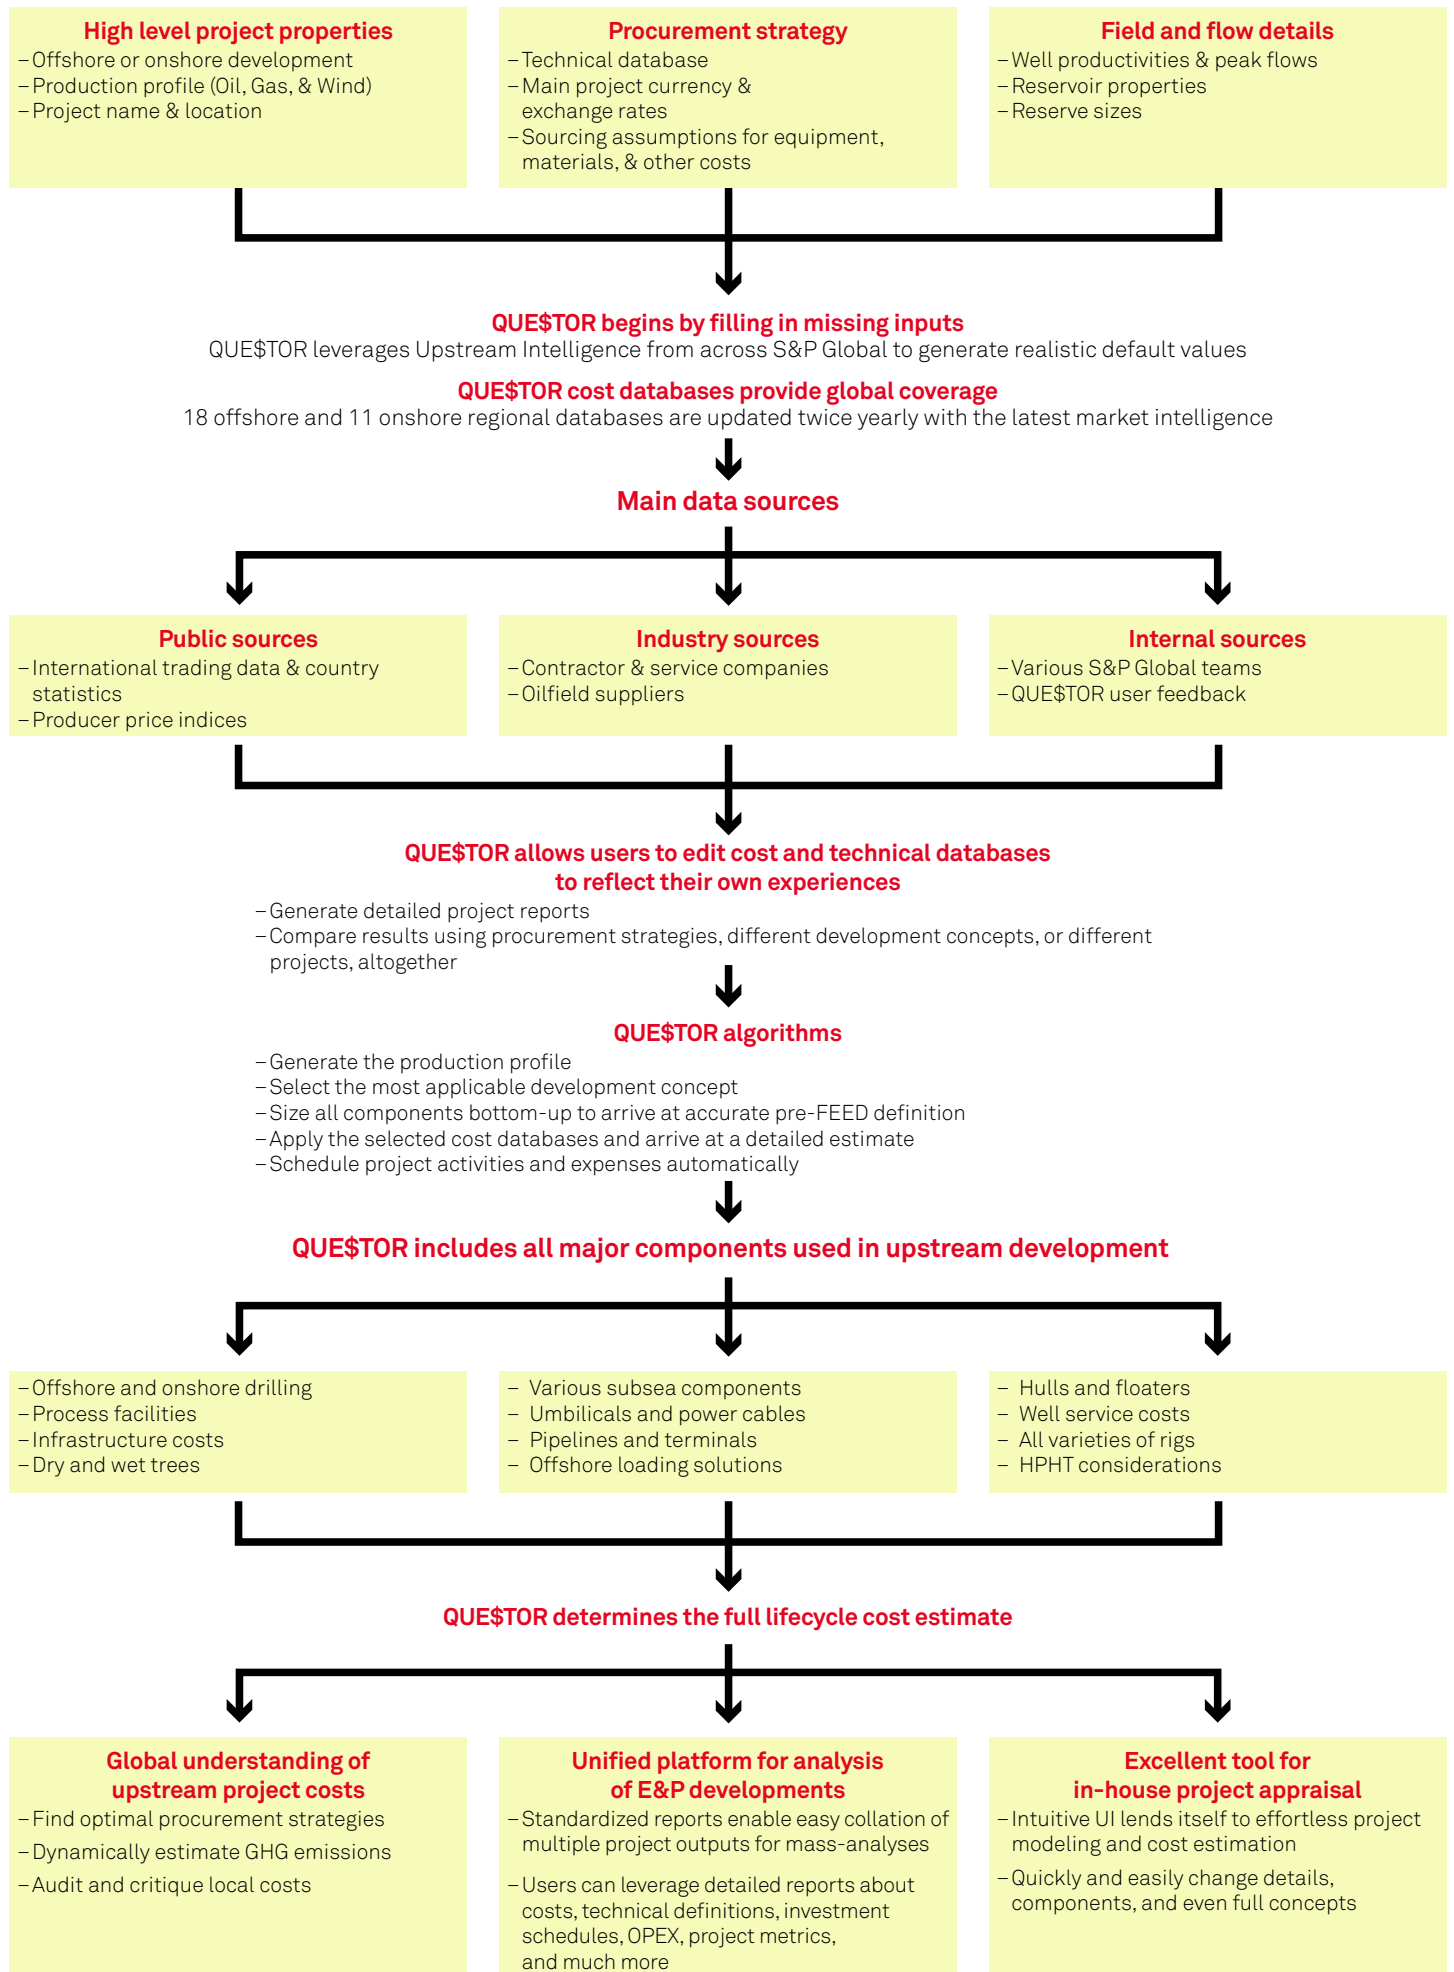 High level project properties
–Offshore or onshore development
–Production profile (Oil, Gas, & Wind)
–Project name & location
Procurement strategy
–Technical database
–Main project currency &
exchange rates
–Sourcing assumptions for equipment,
materials, & other costs
Field and flow details
–Well productivities & peak flows
–Reservoir properties
–Reserve sizes
QUE$TOR begins by filling in missing inputs
QUE$TOR leverages Upstream Intelligence from across S&P Global to generate realistic default values
QUE$TOR cost databases provide global coverage
18 offshore and 11 onshore regional databases are updated twice yearly with the latest market intelligence
Main data sources
Public sources
–International trading data & country
statistics
–Producer price indices
Industry sources
–Contractor & service companies
–Oilfield suppliers
Internal sources
–Various S&P Global teams
–QUE$TOR user feedback
QUE$TOR allows users to edit cost and technical databases
to reflect their own experiences
–Generate detailed project reports
–Compare results using procurement strategies, different development concepts, or different
projects, altogether
QUE$TOR algorithms
–Generate the production profile
–Select the most applicable development concept
–Size all components bottom-up to arrive at accurate pre-FEED definition
–Apply the selected cost databases and arrive at a detailed estimate
–Schedule project activities and expenses automatically
QUE$TOR includes all major components used in upstream development
–Offshore and onshore drilling
–Process facilities
–Infrastructure costs
–Dry and wet trees
– Various subsea components
– Umbilicals and power cables
– Pipelines and terminals
– Offshore loading solutions
– Hulls and floaters
– Well service costs
– All varieties of rigs
– HPHT considerations
QUE$TOR determines the full lifecycle cost estimate
Global understanding of
upstream project costs
–Find optimal procurement strategies
–Dynamically estimate GHG emissions
–Audit and critique local costs
Unified platform for analysis
of E&P developments
–Standardized reports enable easy collation of
multiple project outputs for mass-analyses
–Users can leverage detailed reports about
costs, technical definitions, investment
schedules, OPEX, project metrics,
and much more
Excellent tool for
in-house project appraisal
–Intuitive UI lends itself to effortless project
modeling and cost estimation
–Quickly and easily change details,
components, and even full concepts